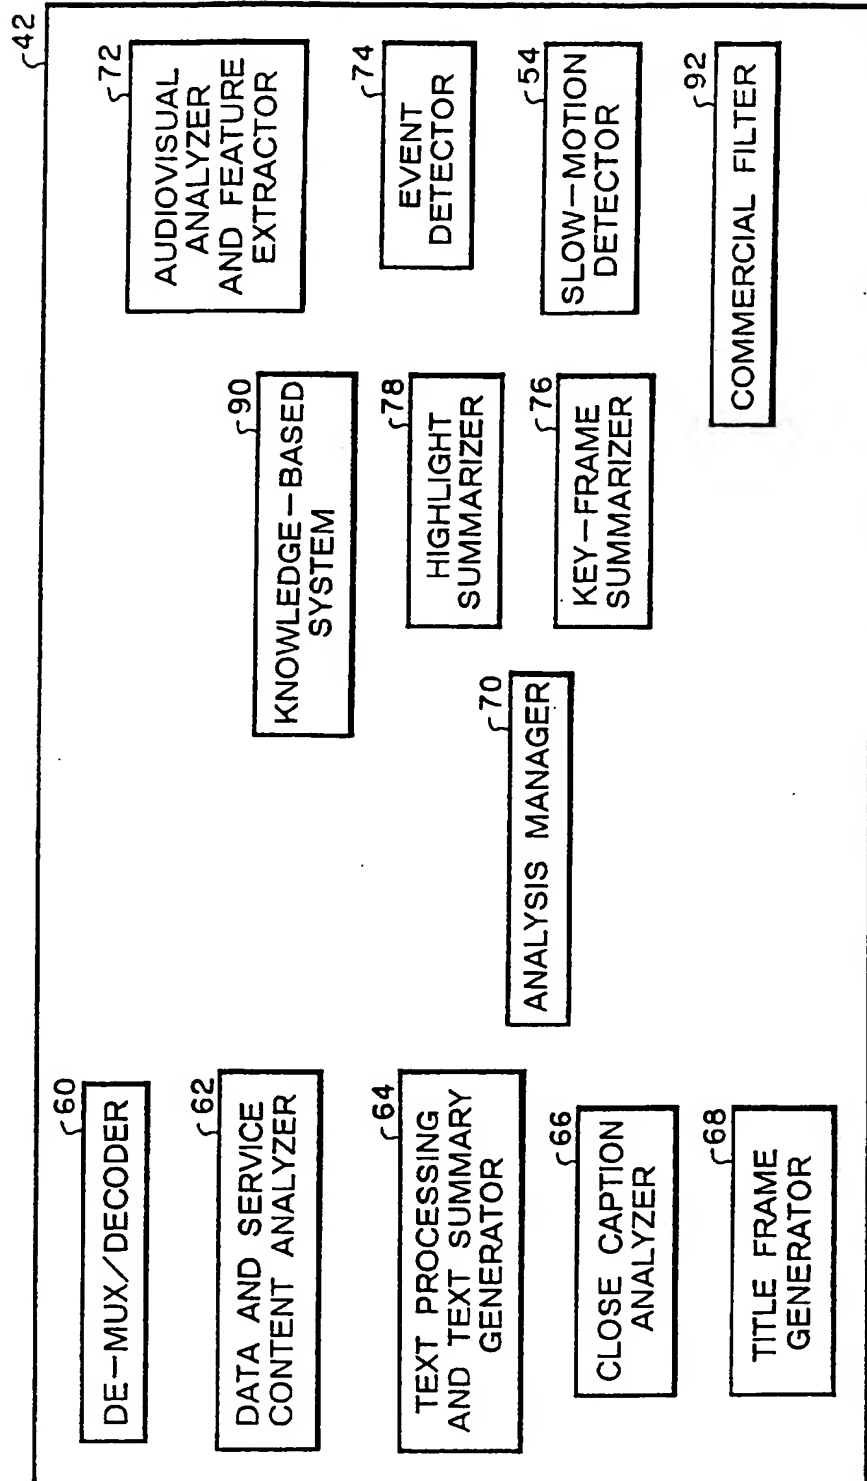 42
60
DE-MUX/DECODER
62
DATA AND SERVICE
CONTENT ANALYZER
64
TEXT PROCESSING
AND TEXT SUMMARY
GENERATOR
66
CLOSE CAPTION
ANALYZER
68
TITLE FRAME
GENERATOR
70
ANALYSIS MANAGER
90
KNOWLEDGE-BASED
SYSTEM
78
HIGHLIGHT
SUMMARIZER
76
KEY-FRAME
SUMMARIZER
72
AUDIOVISUAL
ANALYZER
AND FEATURE
EXTRACTOR
74
EVENT
DETECTOR
54
SLOW-MOTION
DETECTOR
92
COMMERCIAL FILTER